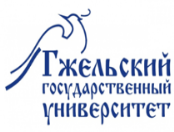 Гжельский
государственный
университет